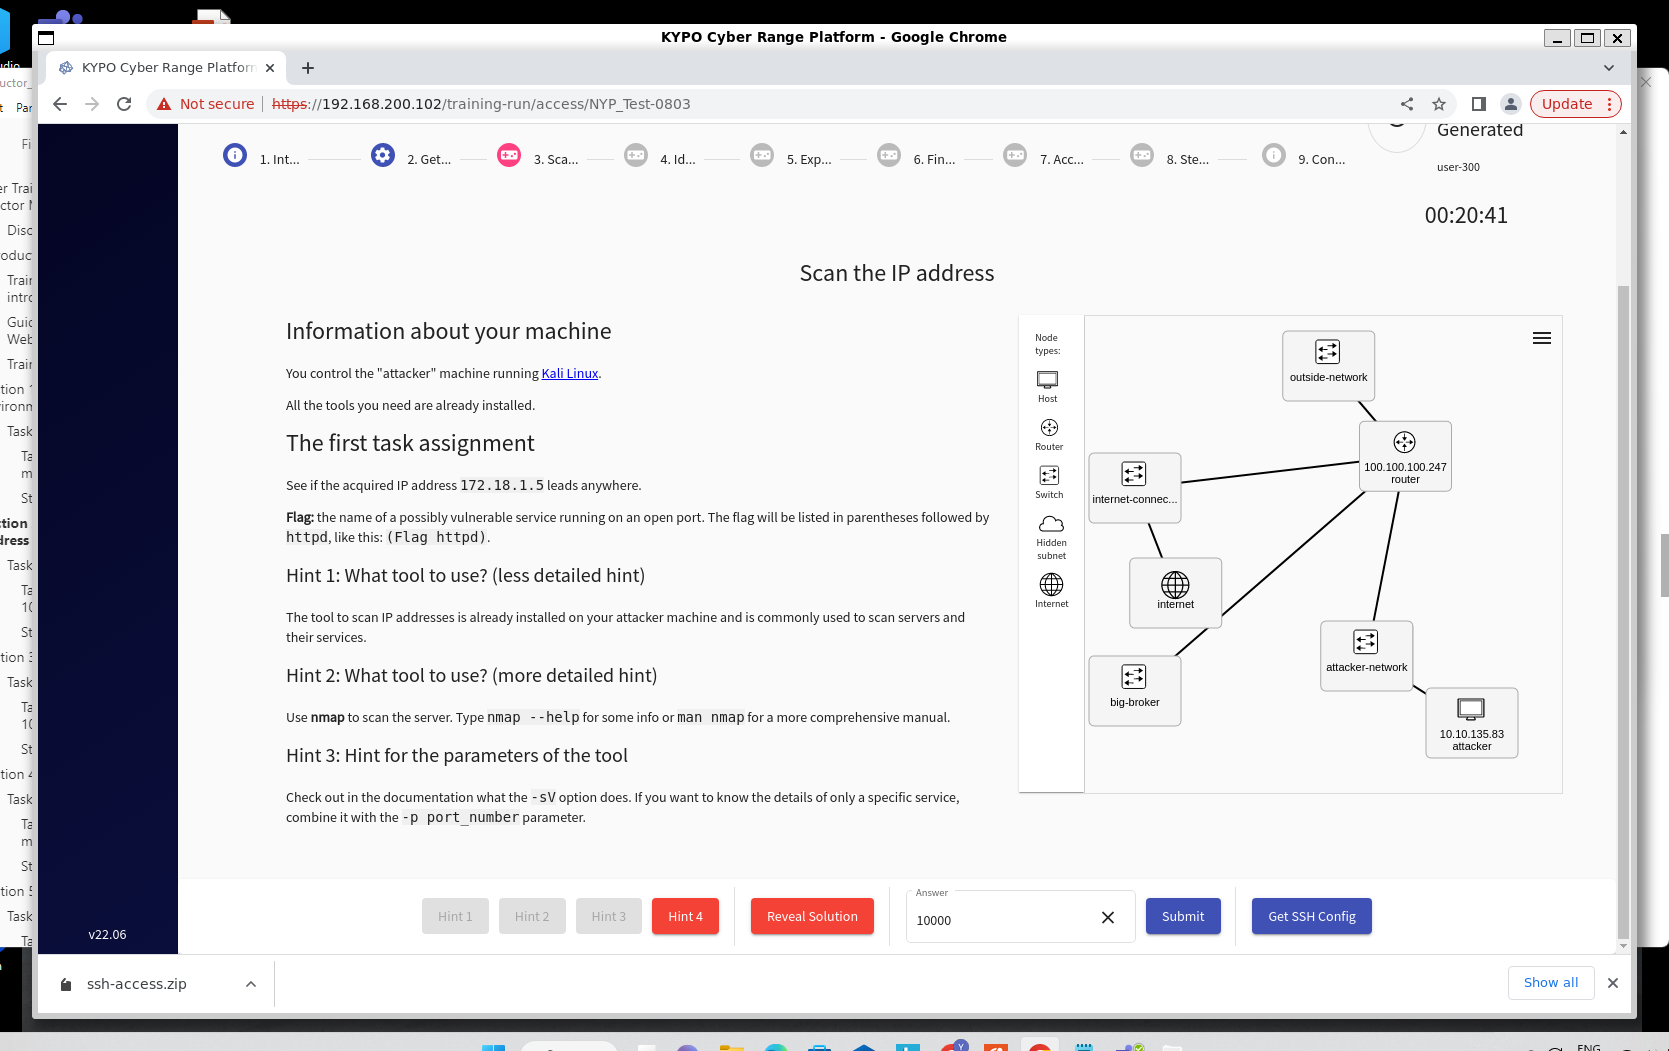 KYPO Cyber Range Platform - Google Chrome
KYPO Cyber Range Platforn
Not secure https://192.168.200.102/training-run/access/NYP_Test-0803
Update
1. Int...
2. Get...
3. Sca...
4. Id...
5. Exp...
6. Fin...
7. Acc...
8. Ste...
9. Con...
Generated
user-300
00:20:41
Scan the IP address
Information about your machine
You control the "attacker" machine running Kali Linux.
All the tools you need are already installed.
The first task assignment
See if the acquired IP address 172.18.1.5 leads anywhere.
Flag: the name of a possibly vulnerable service running on an open port. The flag will be listed in parentheses followed by
httpd, like this: (Flag httpd).
Hint 1: What tool to use? (less detailed hint)
The tool to scan IP addresses is already installed on your attacker machine and is commonly used to scan servers and
their services.
Hint 2: What tool to use? (more detailed hint)
Use nmap to scan the server. Type nmap --help for some info or man nmap for a more comprehensive manual.
Hint 3: Hint for the parameters of the tool
Check out in the documentation what the -sV option does. If you want to know the details of only a specific service,
combine it with the -p port_number parameter.
Node
types:
Host
Router
Switch
Hidden
subnet
Internet
outside-network
100.100.100.247
router
internet-connec...
internet
big-broker
attacker-network
10.10.135.83
attacker
Hint 1
Hint 2
Hint 3
Hint 4
Reveal Solution
Answer
10000
Submit
Get SSH Config
v22.06
ssh-access.zip
Show all
ENG